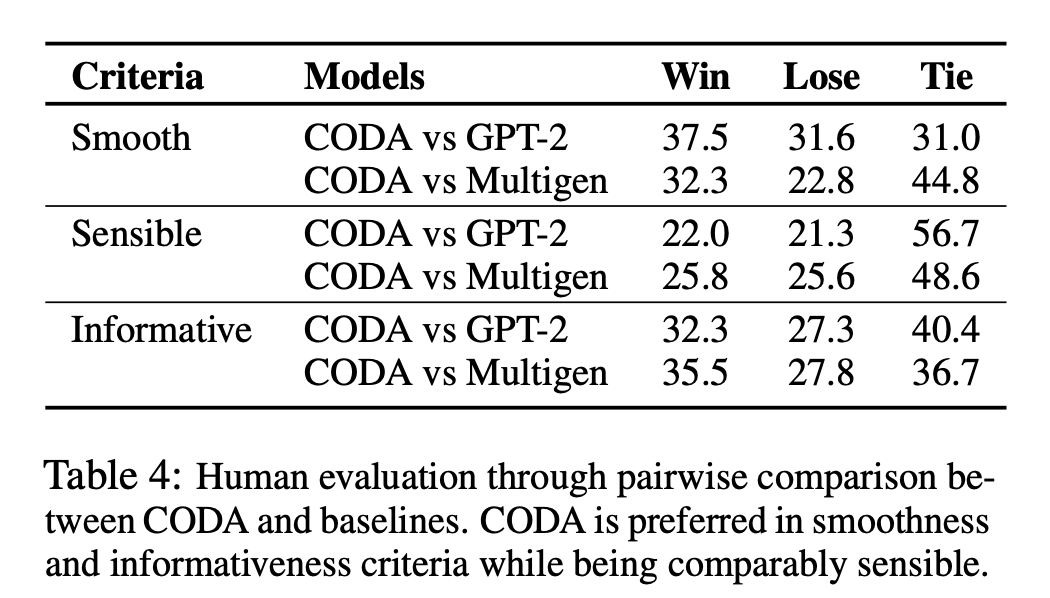 Criteria Models Win Lose Tie
Smooth CODA vs GPT-2 37.5 31.6 31.0
CODA vs Multigen 32.3 22.8 44.8
Sensible CODA vs GPT-2 22.0 21.3 56.7
CODA vs Multigen 25.8 25.6 48.6
Informative CODA vs GPT-2 32.3 27.3 40.4
CODA vs Multigen 35.5 27.8 36.7
Table 4: Human evaluation through pairwise comparison be-
tween CODA and baselines. CODA is preferred in smoothness
and informativeness criteria while being comparably sensible.